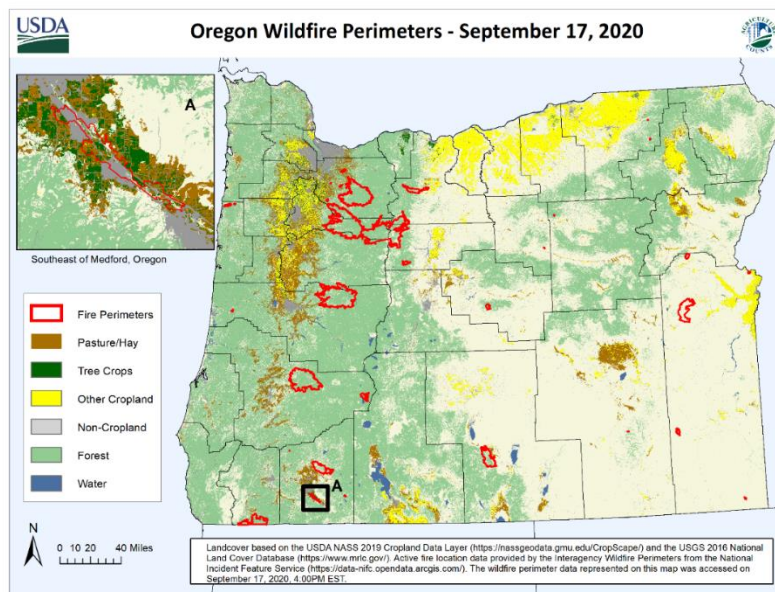 USDA
Oregon Wildfire Perimeters - September 17, 2020
AGRICULTURE
COUNTS
A
Southeast of Medford, Oregon
Fire Perimeters
Pasture/Hay
Tree Crops
Other Cropland
Non-Cropland
Forest
Water
A
N
0 10 20 40 Miles
Landcover based on the USDA NASS 2019 Cropland Data Layer (https://nassgeodata.gmu.edu/CropScape/) and the USGS 2016 National
Land Cover Database (https://www.mrlc.gov/). Active fire location data provided by the Interagency Wildfire Perimeters from the National
Incident Feature Service (https://data-nifc.opendata.arcgis.com/). The wildfire perimeter data represented on this map was accessed on
September 17, 2020, 4.00PM EST.